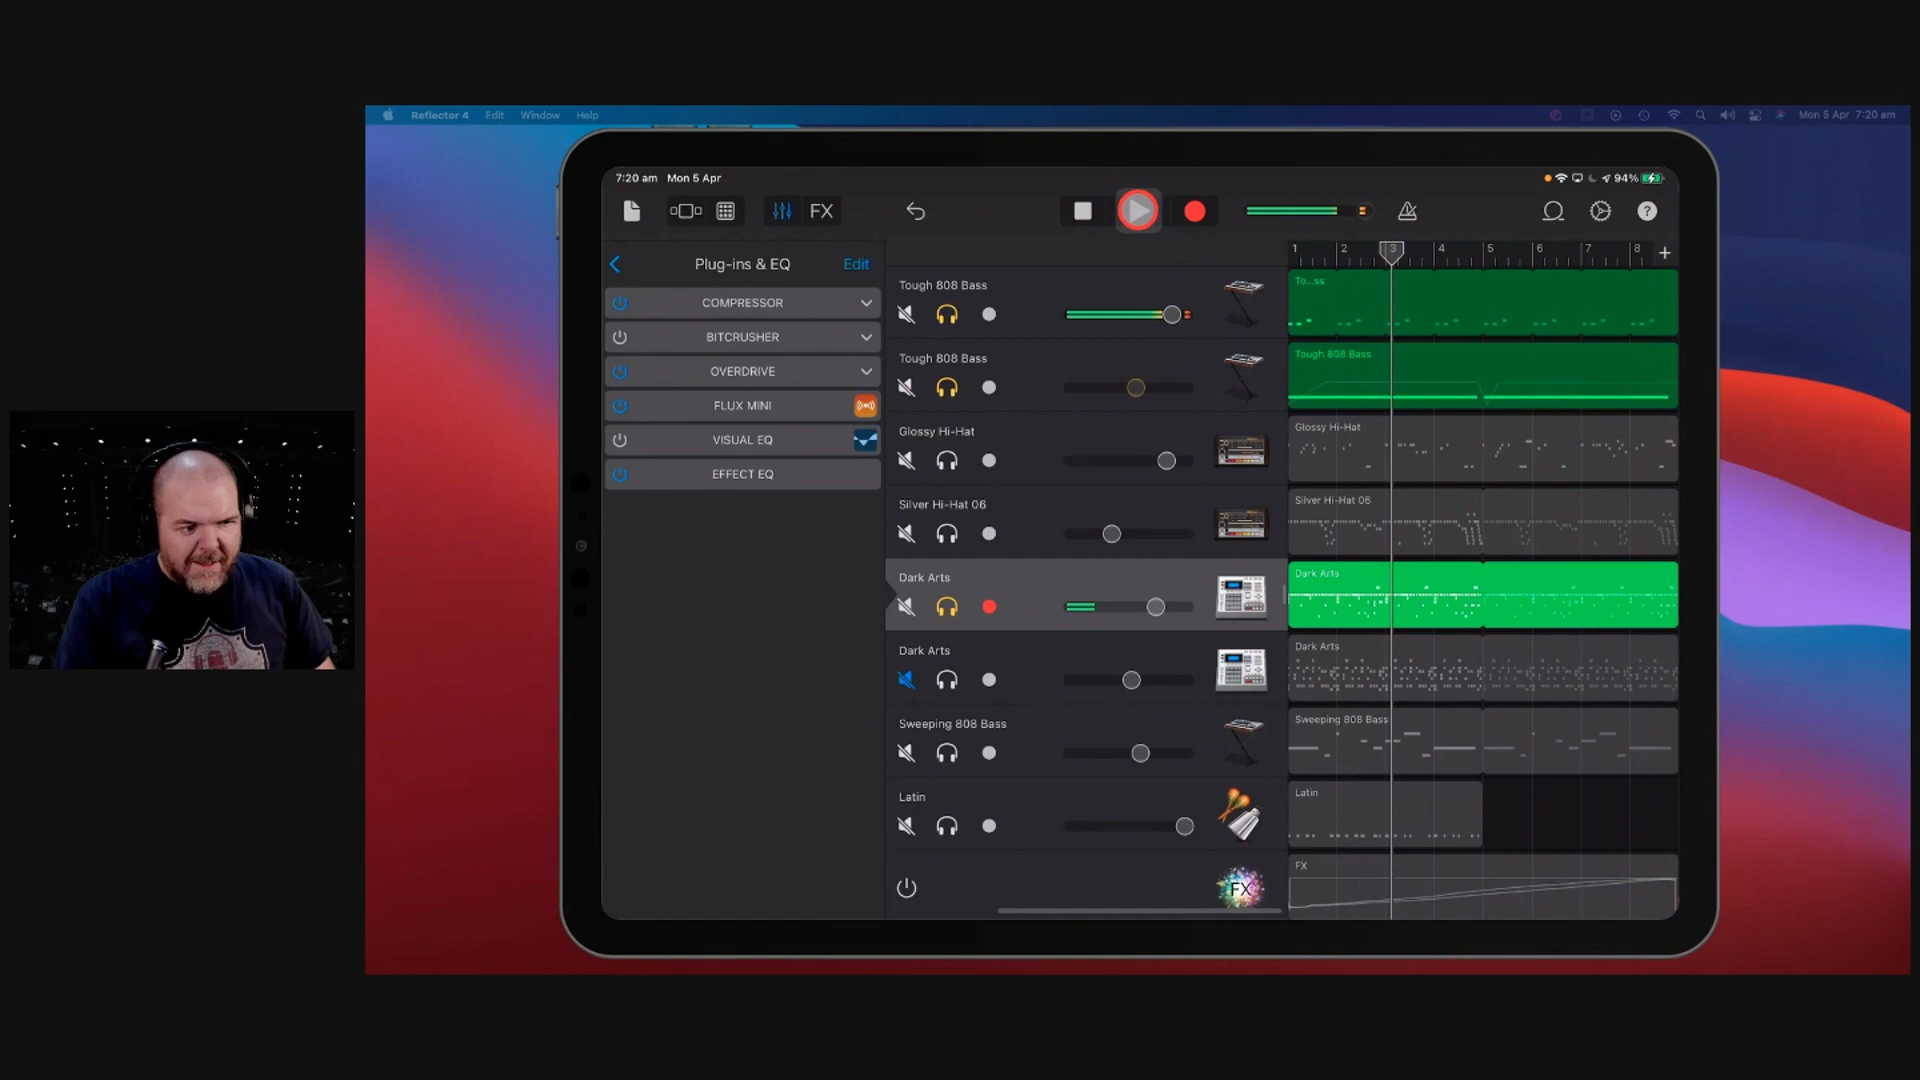 Reflector 4 Edit Window Help Mon 5 Apr 7:20 am
7:20 am Mon 5 Apr 94%
FX
?
Plug-ins & EQ Edit
COMPRESSOR
BITCRUSHER
OVERDRIVE
FLUX MINI
VISUAL EQ
EFFECT EQ
1 2 3 4 5 6 7 8 +
Tough 808 Bass
To...ss
Tough 808 Bass
Tough 808 Bass
Glossy Hi-Hat
Glossy Hi-Hat
Silver Hi-Hat 06
Silver Hi-Hat 06
Dark Arts
Dark Arts
Dark Arts
Dark Arts
Sweeping 808 Bass
Sweeping 808 Bass
Latin
Latin
FX
FX